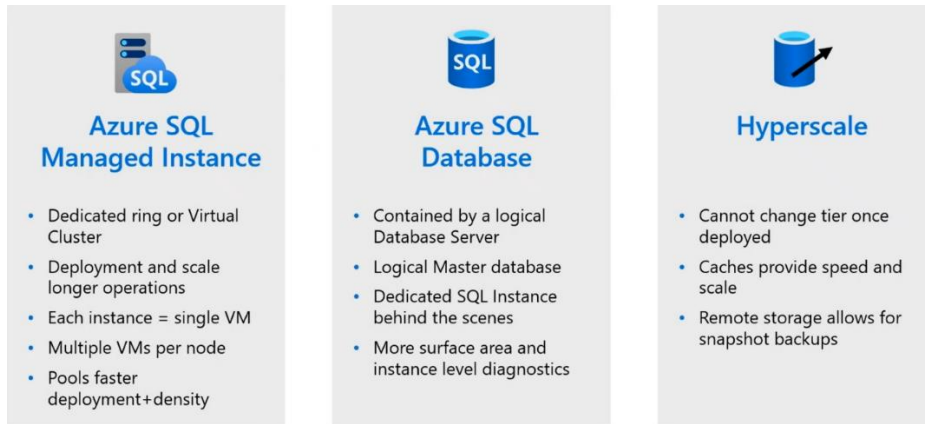 SQL
Azure SQL
Managed Instance
• Dedicated ring or Virtual
Cluster
• Deployment and scale
longer operations
• Each instance = single VM
• Multiple VMs per node
• Pools faster
deployment+density
SQL
Azure SQL
Database
• Contained by a logical
Database Server
• Logical Master database
• Dedicated SQL Instance
behind the scenes
• More surface area and
instance level diagnostics
Hyperscale
• Cannot change tier once
deployed
• Caches provide speed and
scale
• Remote storage allows for
snapshot backups